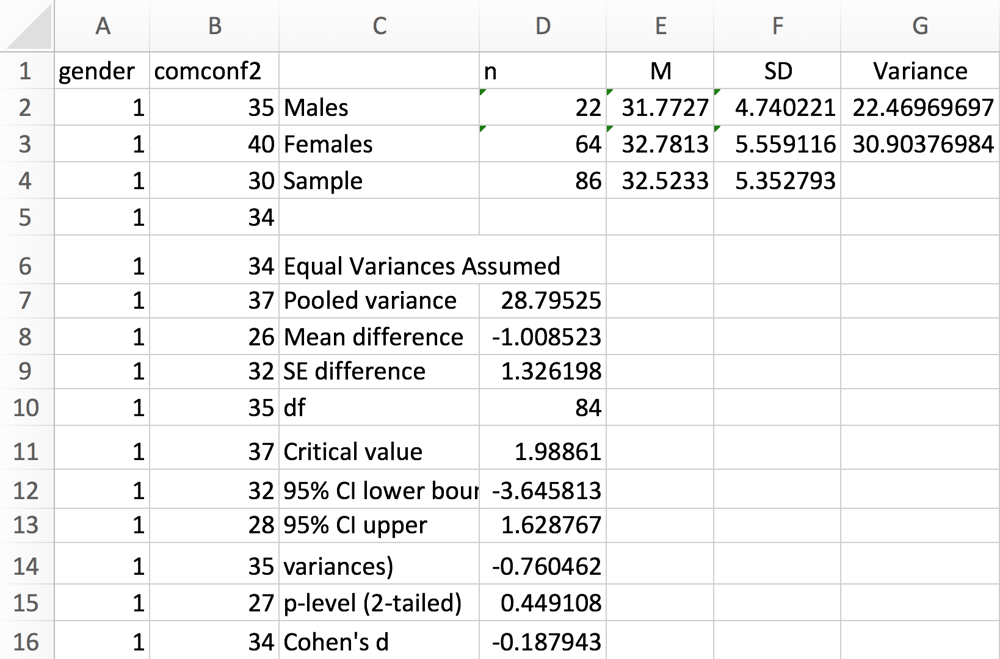 A B C D E F G
1 gender comconf2 n M SD Variance
2 1 35 Males 22 31.7727 4.740221 22.46969697
3 1 40 Females 64 32.7813 5.559116 30.90376984
4 1 30 Sample 86 32.5233 5.352793
5 1 34
6 1 34 Equal Variances Assumed
7 1 37 Pooled variance 28.79525
8 1 26 Mean difference -1.008523
9 1 32 SE difference 1.326198
10 1 35 df 84
11 1 37 Critical value 1.98861
12 1 32 95% CI lower bour -3.645813
13 1 28 95% CI upper 1.628767
14 1 35 variances) -0.760462
15 1 27 p-level (2-tailed) 0.449108
16 1 34 Cohen's d -0.187943